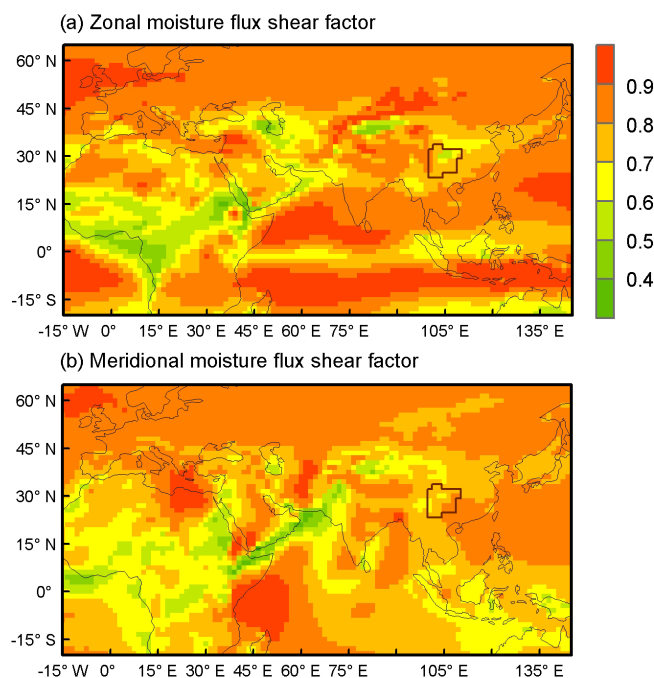 (a) Zonal moisture flux shear factor
60° N
45° N
30° N
15° N
0°
-15° S
-15° W 0° 15° E 30° E 45° E 60° E 75° E 105° E 135° E
0.9
0.8
0.7
0.6
0.5
0.4
(b) Meridional moisture flux shear factor
60° N
45° N
30° N
15° N
0°
-15° S
-15° W 0° 15° E 30° E 45° E 60° E 75° E 105° E 135° E